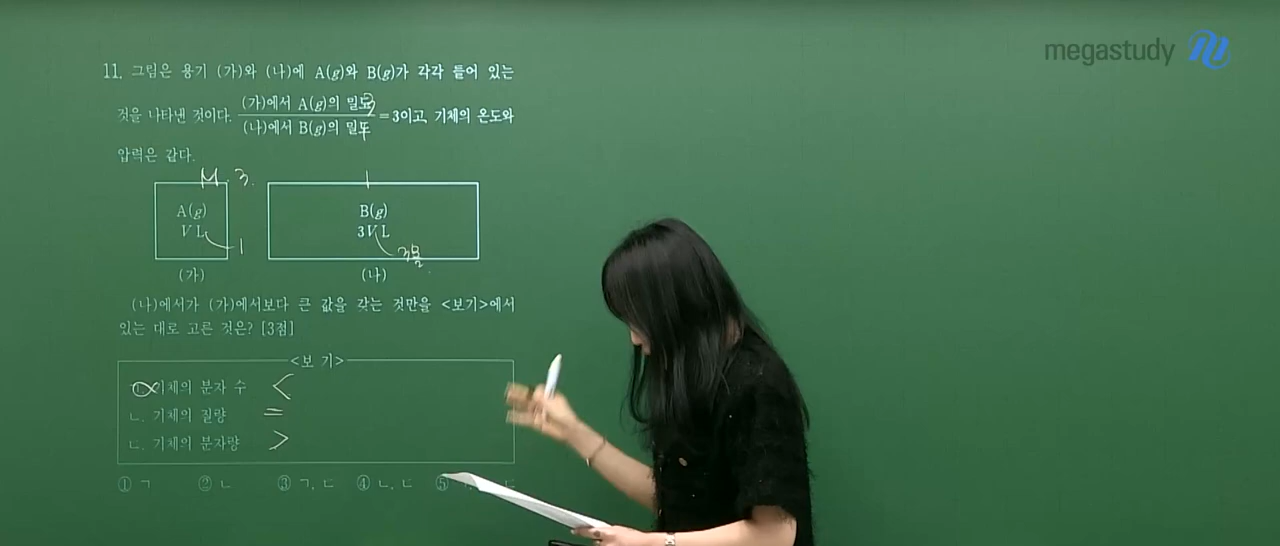 megastudy
11. 그림은 용기 (가)와 (나)에 A(g)와 B(g)가 각각 들어 있는
것을 나타낸 것이다. (가)에서 A(g)의 밀도 / (나)에서 B(g)의 밀도 = 3이고, 기체의 온도와
압력은 같다.
M 3. 1
A(g) B(g)
V L 1 3V L 3몰
(가) (나)
(나)에서가 (가)에서보다 큰 값을 갖는 것만을 <보기>에서
있는 대로 고른 것은? [3점]
<보 기>
ㄱ. 기체의 분자 수 <
ㄴ. 기체의 질량 =
ㄷ. 기체의 분자량 >
① ㄱ ② ㄴ ③ ㄱ, ㄷ ④ ㄴ, ㄷ ⑤ ㄷ